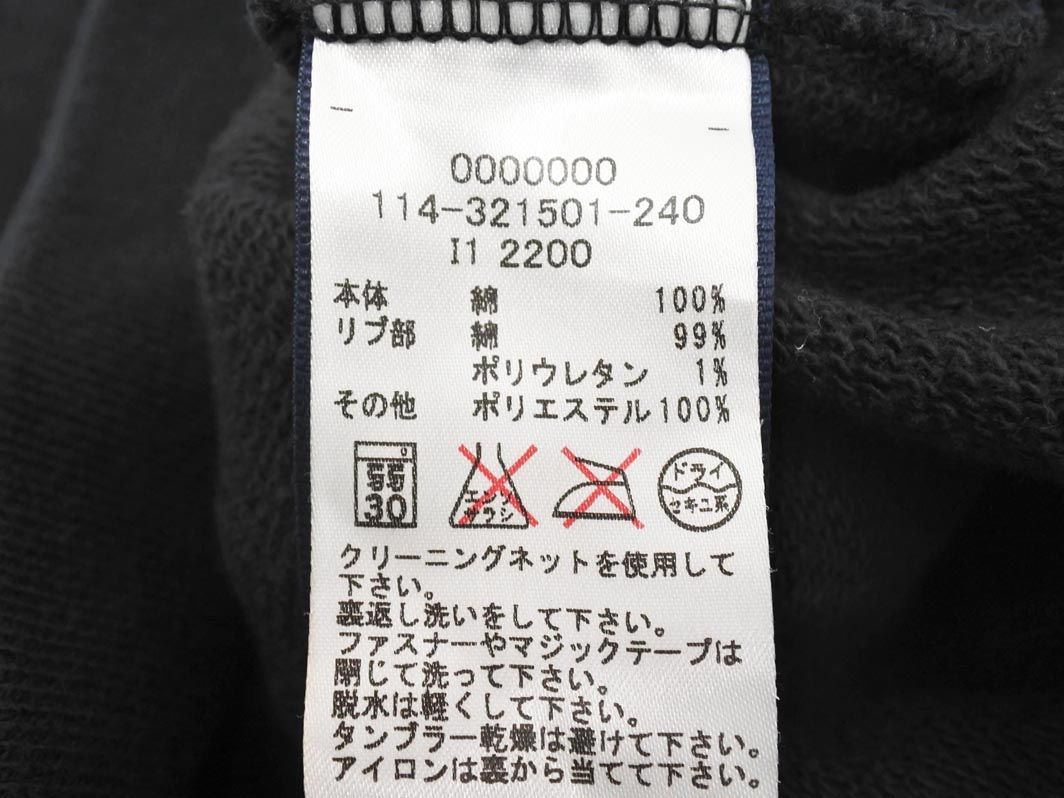 0000000
114-321501-240
I1 2200
本体 綿 100%
リブ部 綿 99%
ポリウレタン 1%
その他 ポリエステル 100%
弱 30
エンソ サラシ
ドライ セキユ系
クリーニングネットを使用して
下さい。
裏返し洗いをして下さい。
ファスナーやマジックテープは
閉じて洗って下さい。
脱水は軽くして下さい。
タンブラー乾燥は避けて下さい。
アイロンは裏から当てて下さい。